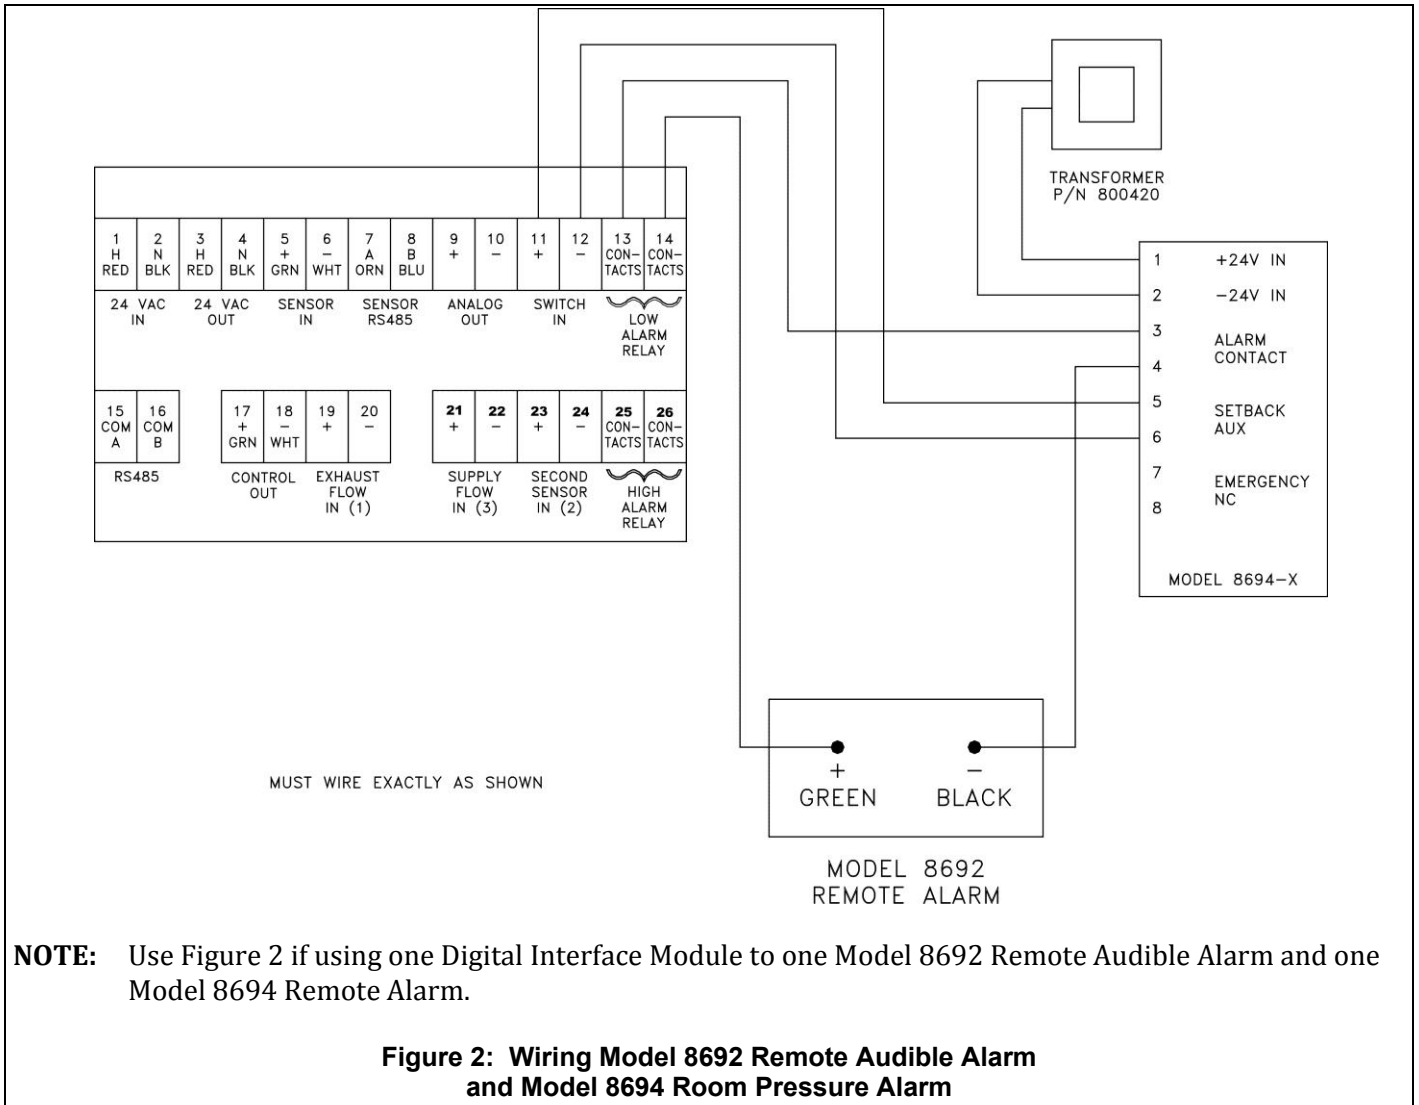 TRANSFORMER
P/N 800420
1 2 3 4 5 6 7 8 9 10 11 12 13 14
H N H N + − A B + − + − CON− CON−
RED BLK RED BLK GRN WHT ORN BLU TACTS TACTS
24 VAC 24 VAC SENSOR SENSOR ANALOG SWITCH
IN OUT IN RS485 OUT IN LOW
ALARM
RELAY
15 16 17 18 19 20 21 22 23 24 25 26
COM COM + − + − + − + − CON− CON−
A B GRN WHT TACTS TACTS
RS485 CONTROL EXHAUST SUPPLY SECOND
OUT FLOW FLOW SENSOR HIGH
IN (1) IN (3) IN (2) ALARM
RELAY
1 +24V IN
2 −24V IN
3
ALARM
4 CONTACT
5
SETBACK
6 AUX
7
EMERGENCY
8 NC
MODEL 8694−X
MUST WIRE EXACTLY AS SHOWN
+ −
GREEN BLACK
MODEL 8692
REMOTE ALARM
NOTE: Use Figure 2 if using one Digital Interface Module to one Model 8692 Remote Audible Alarm and one
Model 8694 Remote Alarm.
Figure 2: Wiring Model 8692 Remote Audible Alarm
and Model 8694 Room Pressure Alarm